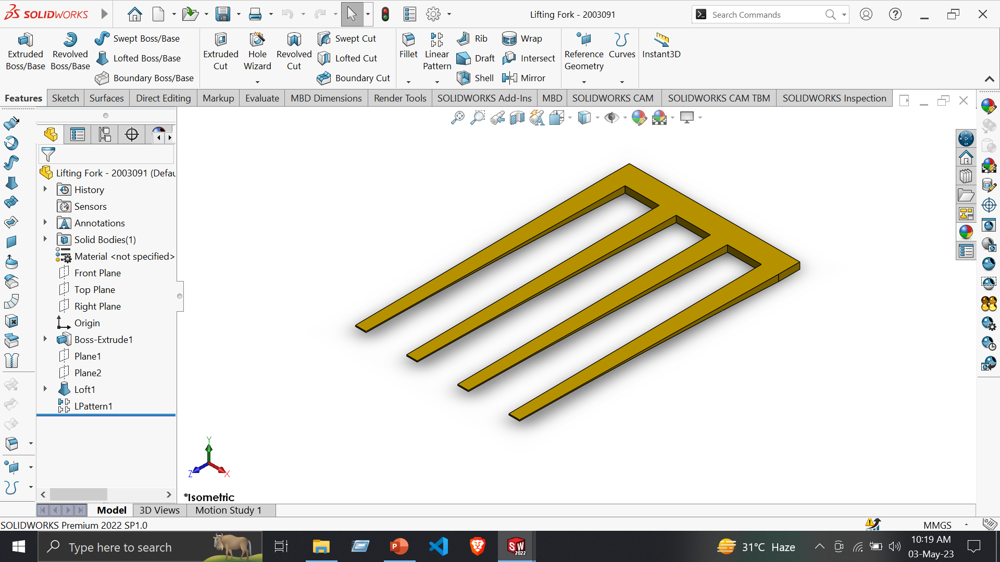 SOLIDWORKS
Lifting Fork - 2003091
Search Commands
Extruded Boss/Base
Revolved Boss/Base
Swept Boss/Base
Lofted Boss/Base
Boundary Boss/Base
Extruded Cut
Hole Wizard
Revolved Cut
Swept Cut
Lofted Cut
Boundary Cut
Fillet
Linear Pattern
Rib
Draft
Shell
Wrap
Intersect
Mirror
Reference Geometry
Curves
Instant3D
Features Sketch Surfaces Direct Editing Markup Evaluate MBD Dimensions Render Tools SOLIDWORKS Add-Ins MBD SOLIDWORKS CAM SOLIDWORKS CAM TBM SOLIDWORKS Inspection
Lifting Fork - 2003091 (Defau
History
Sensors
Annotations
Solid Bodies(1)
Material <not specified>
Front Plane
Top Plane
Right Plane
Origin
Boss-Extrude1
Plane1
Plane2
Loft1
LPattern1
Y
Z
X
*Isometric
Model 3D Views Motion Study 1
SOLIDWORKS Premium 2022 SP1.0
MMGS
Type here to search
P
SW
2022
31°C Haze
10:19 AM
03-May-23